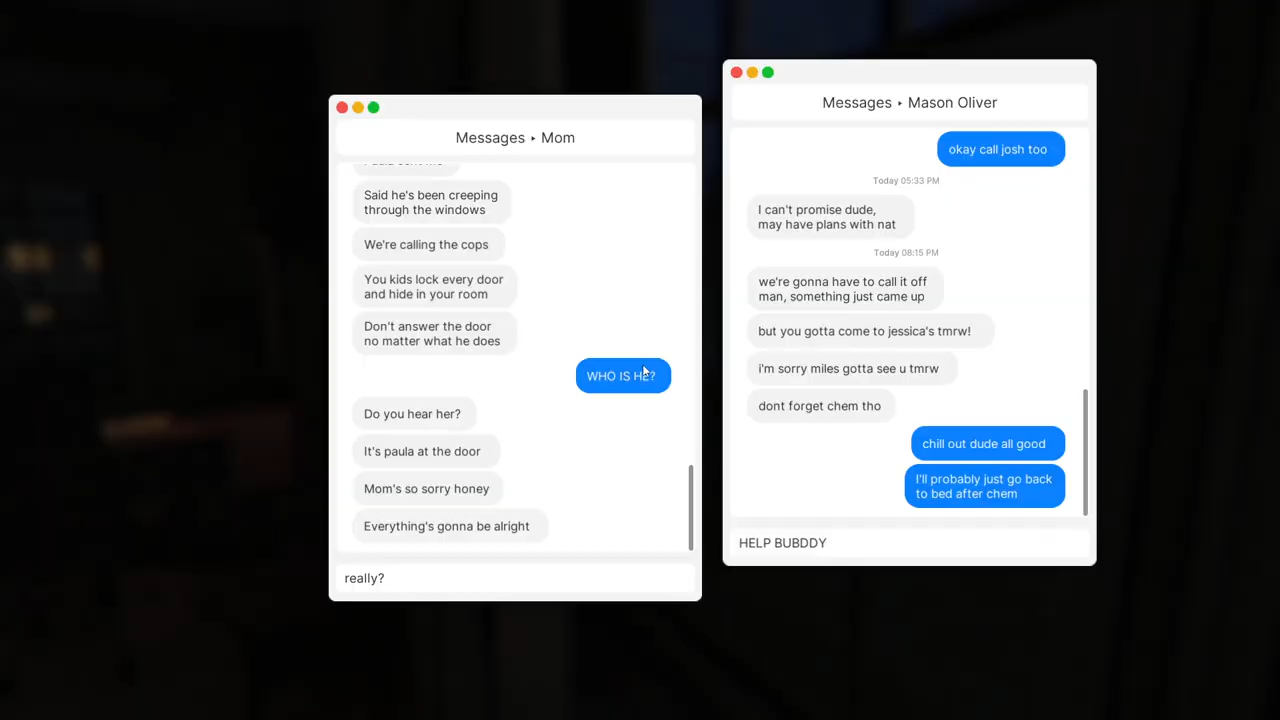 Messages ‣ Mom
Said he's been creeping
through the windows
We're calling the cops
You kids lock every door
and hide in your room
Don't answer the door
no matter what he does
WHO IS HE?
Do you hear her?
It's paula at the door
Mom's so sorry honey
Everything's gonna be alright
really?
Messages ‣ Mason Oliver
okay call josh too
Today 05:33 PM
I can't promise dude,
may have plans with nat
Today 08:15 PM
we're gonna have to call it off
man, something just came up
but you gotta come to jessica's tmrw!
i'm sorry miles gotta see u tmrw
dont forget chem tho
chill out dude all good
I'll probably just go back
to bed after chem
HELP BUBDDY